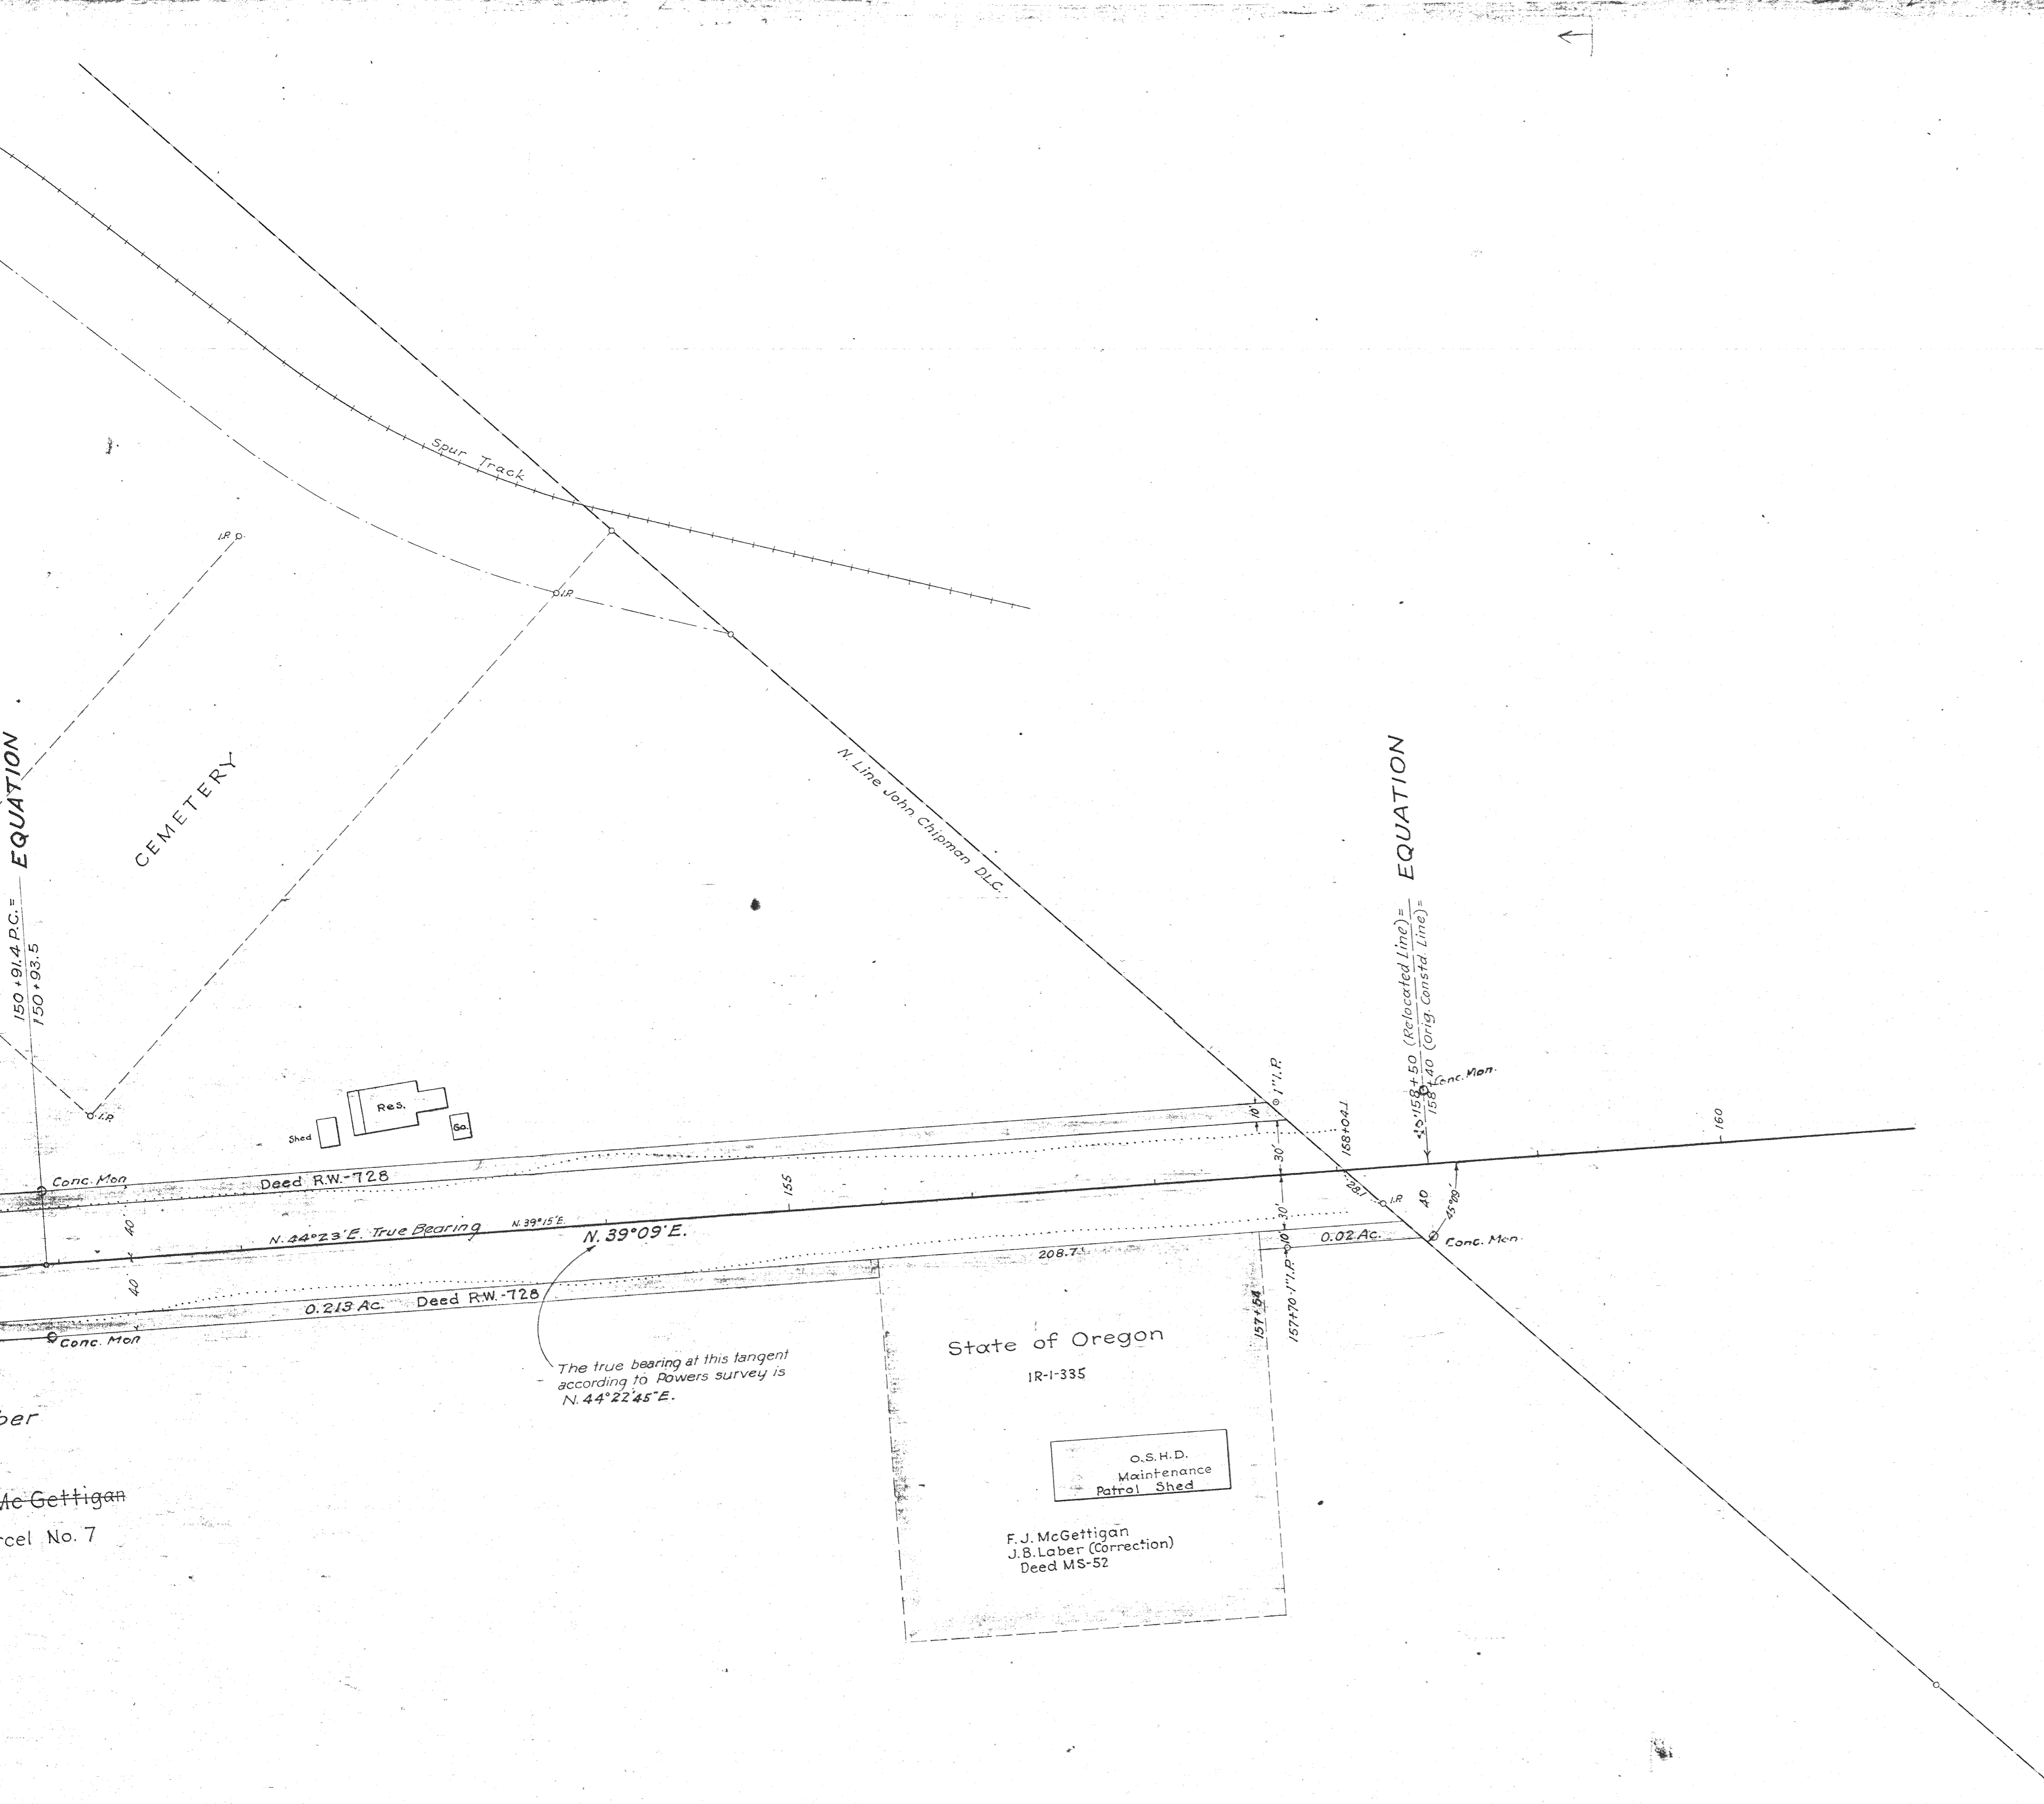 Spur Track
I.P.
I.P.
EQUATION
150+91.4 P.C.=
150+93.5
CEMETERY
N. Line John Chipman D.L.C.
EQUATION
158+50 (Relocated Line)=
158+40 (Orig. Constd. Line)=
Conc. Mon.
1" I.P.
10'
30'
158+04.1
160
I.P.
Res.
Shed
Ga.
Conc. Mon.
Deed R.W.-728
155
28.1
I.P.
40
45°09'
40'
N. 44°23'E. True Bearing
N. 39°15'E.
N. 39°09'E.
30'
10'
0.02 Ac.
Conc. Mon.
208.71
40'
0.213 Ac. Deed R.W.-728
Conc. Mon
157+54
157+70-1" I.P.
The true bearing at this tangent
according to Powers survey is
N. 44°22'45"E.
State of Oregon
1R-1-335
O.S.H.D.
Maintenance
Patrol Shed
F.J. McGettigan
J.B. Laber (Correction)
Deed MS-52
ber
Mc Gettigan
rcel No. 7